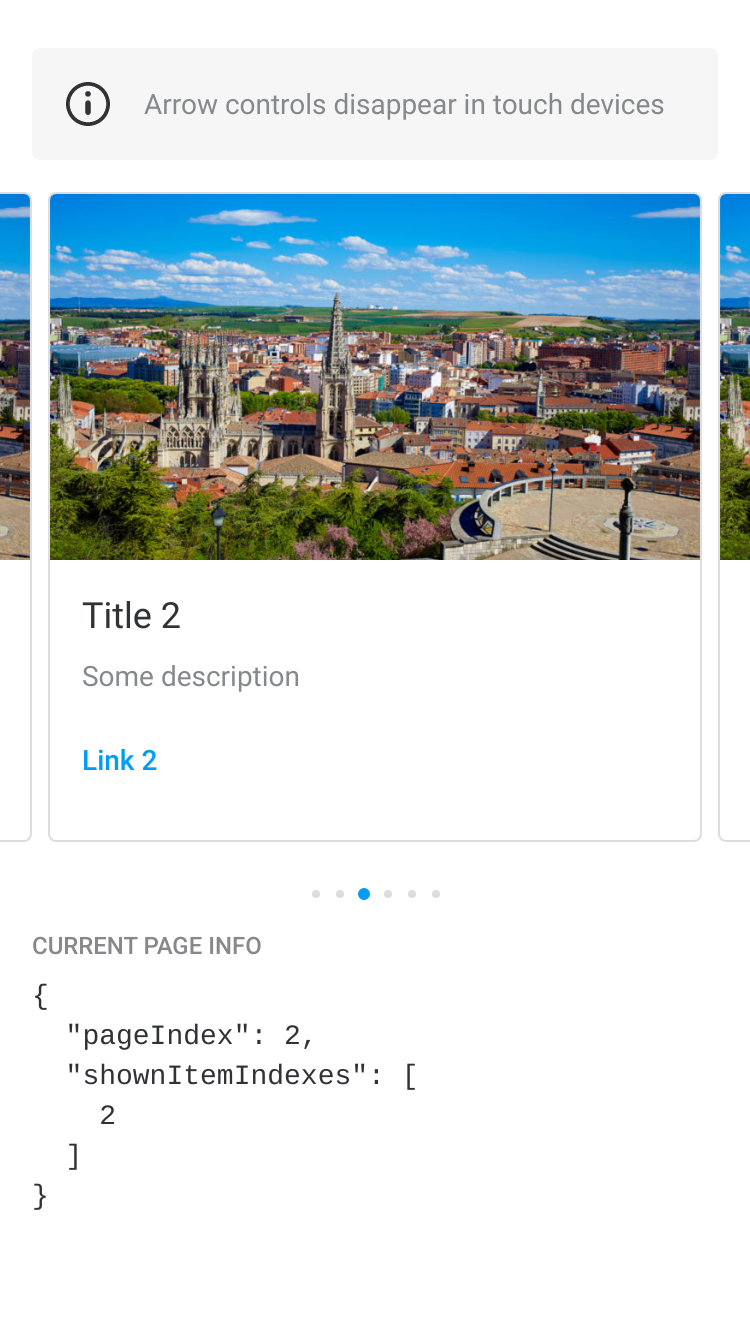 Arrow controls disappear in touch devices
Title 2
Some description
Link 2
CURRENT PAGE INFO
{
  "pageIndex": 2,
  "shownItemIndexes": [
    2
  ]
}